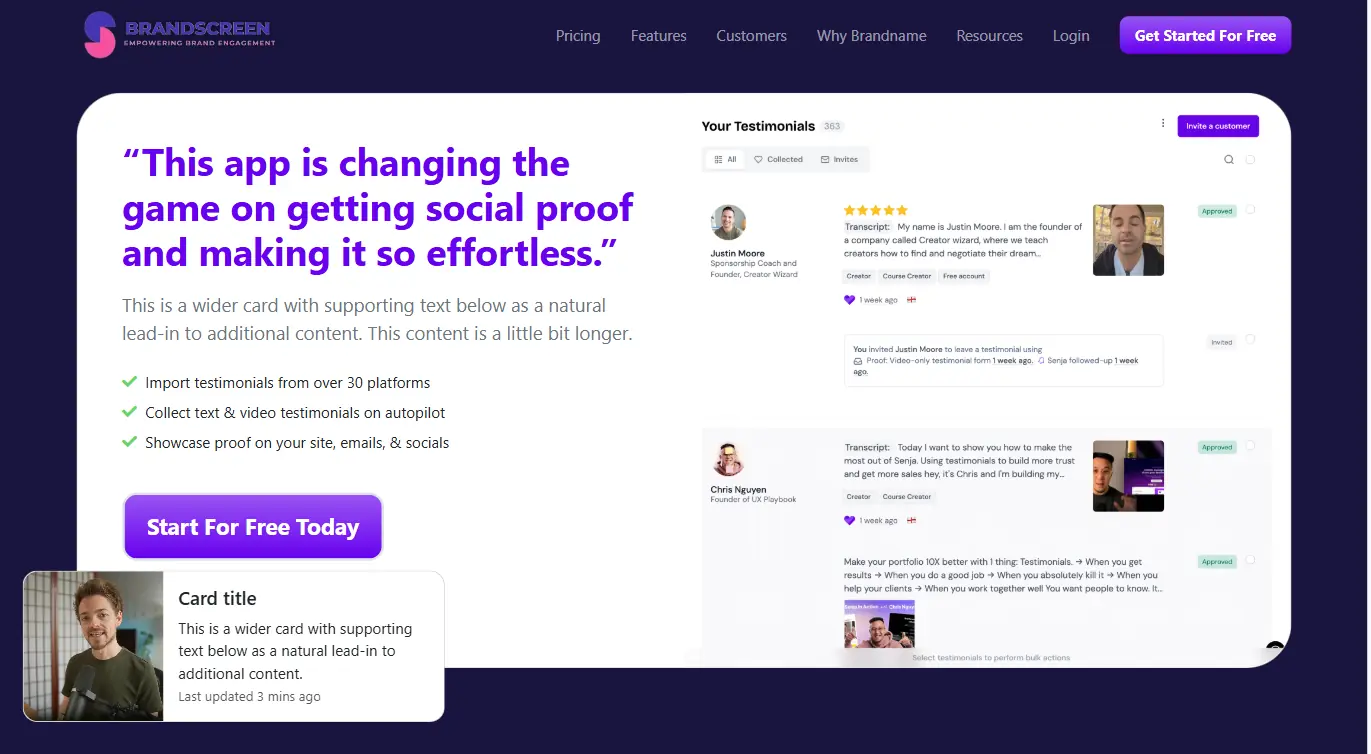 BRANDSCREEN
EMPOWERING BRAND ENGAGEMENT
Pricing Features Customers Why Brandname Resources Login Get Started For Free
“This app is changing the
game on getting social proof
and making it so effortless.”
This is a wider card with supporting text below as a natural
lead-in to additional content. This content is a little bit longer.
Import testimonials from over 30 platforms
Collect text & video testimonials on autopilot
Showcase proof on your site, emails, & socials
Start For Free Today
Card title
This is a wider card with supporting
text below as a natural lead-in to
additional content.
Last updated 3 mins ago
Your Testimonials 363
Invite a customer
All Collected Invites
Justin Moore
Sponsorship Coach and
Founder, Creator Wizard
Transcript: My name is Justin Moore. I am the founder of
a company called Creator wizard, where we teach
creators how to find and negotiate their dream...
Creator Course Creator Free account
1 week ago
Approved
You invited Justin Moore to leave a testimonial using
Proof: Video-only testimonial form 1 week ago. Senja followed-up 1 week
ago.
Invited
Chris Nguyen
Founder of UX Playbook
Transcript: Today I want to show you how to make the
most out of Senja. Using testimonials to build more trust
and get more sales hey, it's Chris and I'm building my...
Creator Course Creator
1 week ago
Approved
Make your portfolio 10X better with 1 thing: Testimonials. → When you get
results → When you do a good job → When you absolutely kill it → When you
help your clients → When you work together well You want people to know. It...
Approved
Select testimonials to perform bulk actions